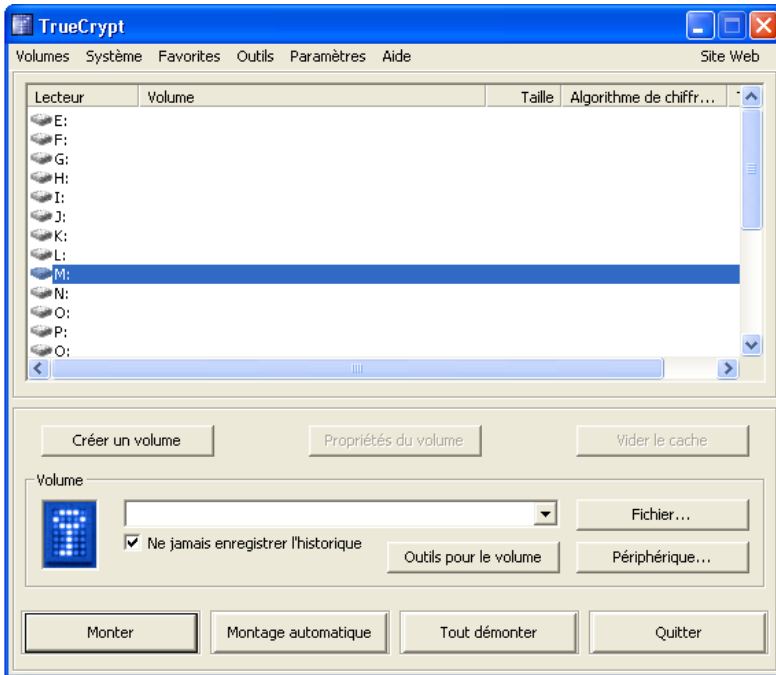 TrueCrypt
Volumes Système Favorites Outils Paramètres Aide Site Web
Lecteur Volume Taille Algorithme de chiffr...
E:
F:
G:
H:
I:
J:
K:
L:
M:
N:
O:
P:
Créer un volume Propriétés du volume Vider le cache
Volume
Fichier...
Ne jamais enregistrer l'historique
Outils pour le volume Périphérique...
Monter Montage automatique Tout démonter Quitter